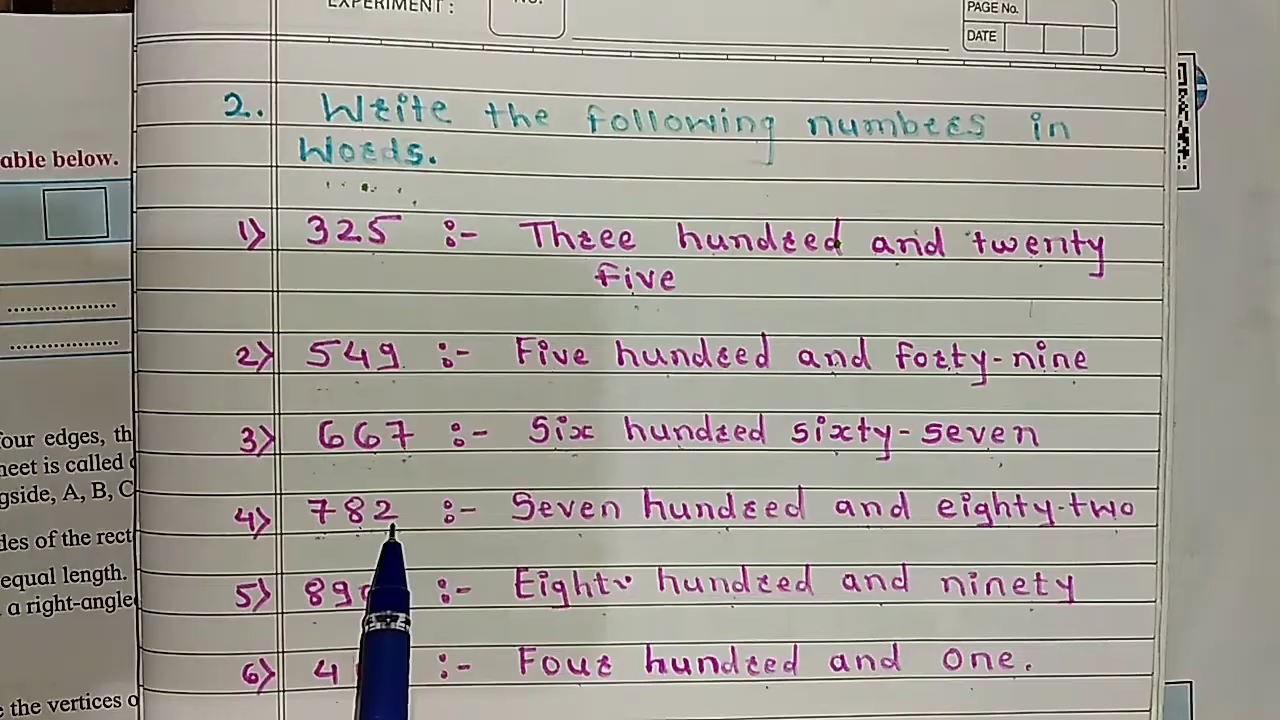 EXPERIMENT :
NO.
PAGE No.
DATE
2. Write the following numbers in
words.
1) 325 :- Three hundred and twenty
five
2) 549 :- Five hundred and forty-nine
3) 667 :- Six hundred sixty-seven
4) 782 :- Seven hundred and eighty-two
5) 89 :- Eight hundred and ninety
6) 4 :- Four hundred and one.
able below.
....................
................
four edges, th
heet is called
gside, A, B, C
des of the rect
equal length.
a right-angle
the vertices o